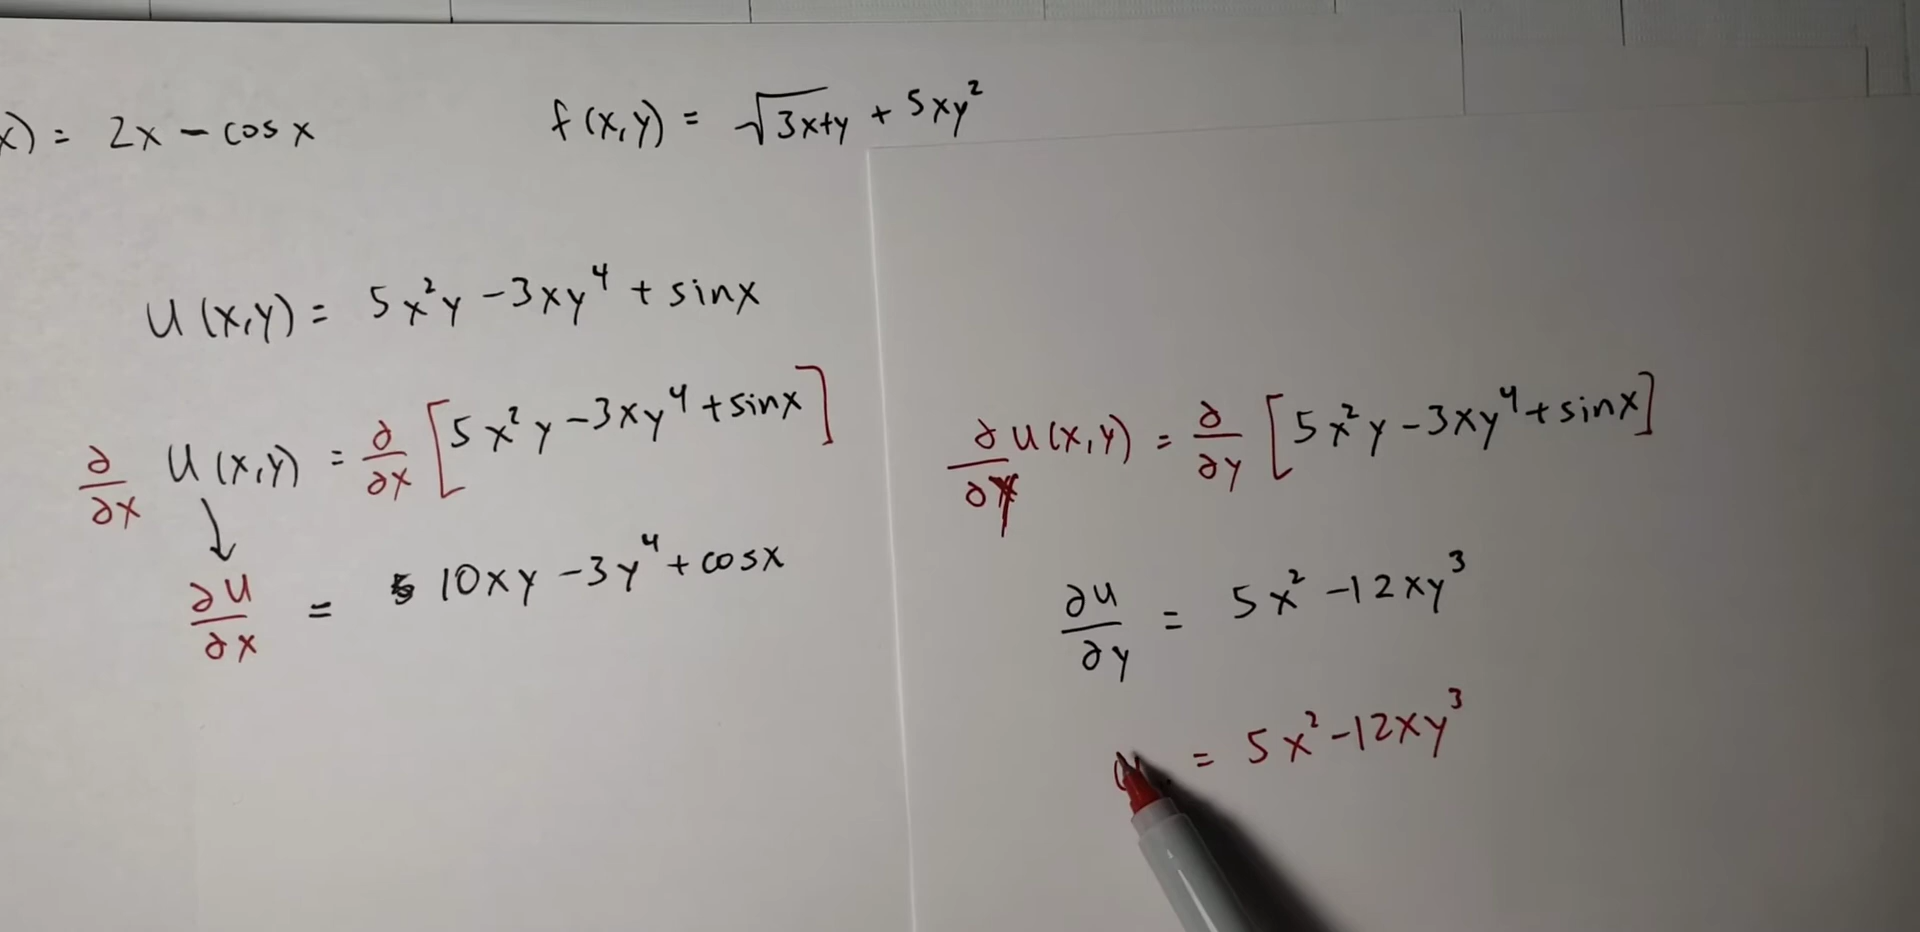 x) = 2x - cosx
f(x,y) = √3x+y + 5xy²
u(x,y) = 5x²y - 3xy⁴ + sinx
∂/∂x u(x,y) = ∂/∂x [5x²y - 3xy⁴ + sinx]
∂u/∂x = 10xy - 3y⁴ + cosx
∂/∂y u(x,y) = ∂/∂y [5x²y - 3xy⁴ + sinx]
∂u/∂y = 5x² - 12xy³
= 5x² - 12xy³